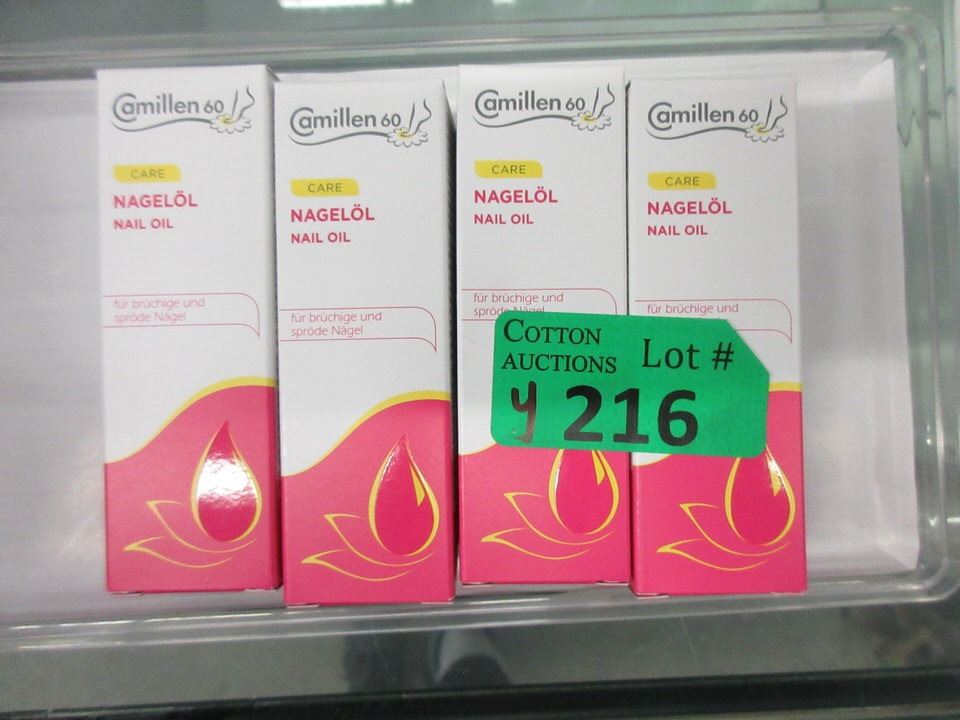 Camillen 60
CARE
NAGELÖL
NAIL OIL
für brüchige und
spröde Nägel
Camillen 60
CARE
NAGELÖL
NAIL OIL
für brüchige und
spröde Nägel
Camillen 60
CARE
NAGELÖL
NAIL OIL
für brüchige und
spröde Nägel
Camillen 60
CARE
NAGELÖL
NAIL OIL
für brüchige und
COTTON
AUCTIONS
Lot #
y 216